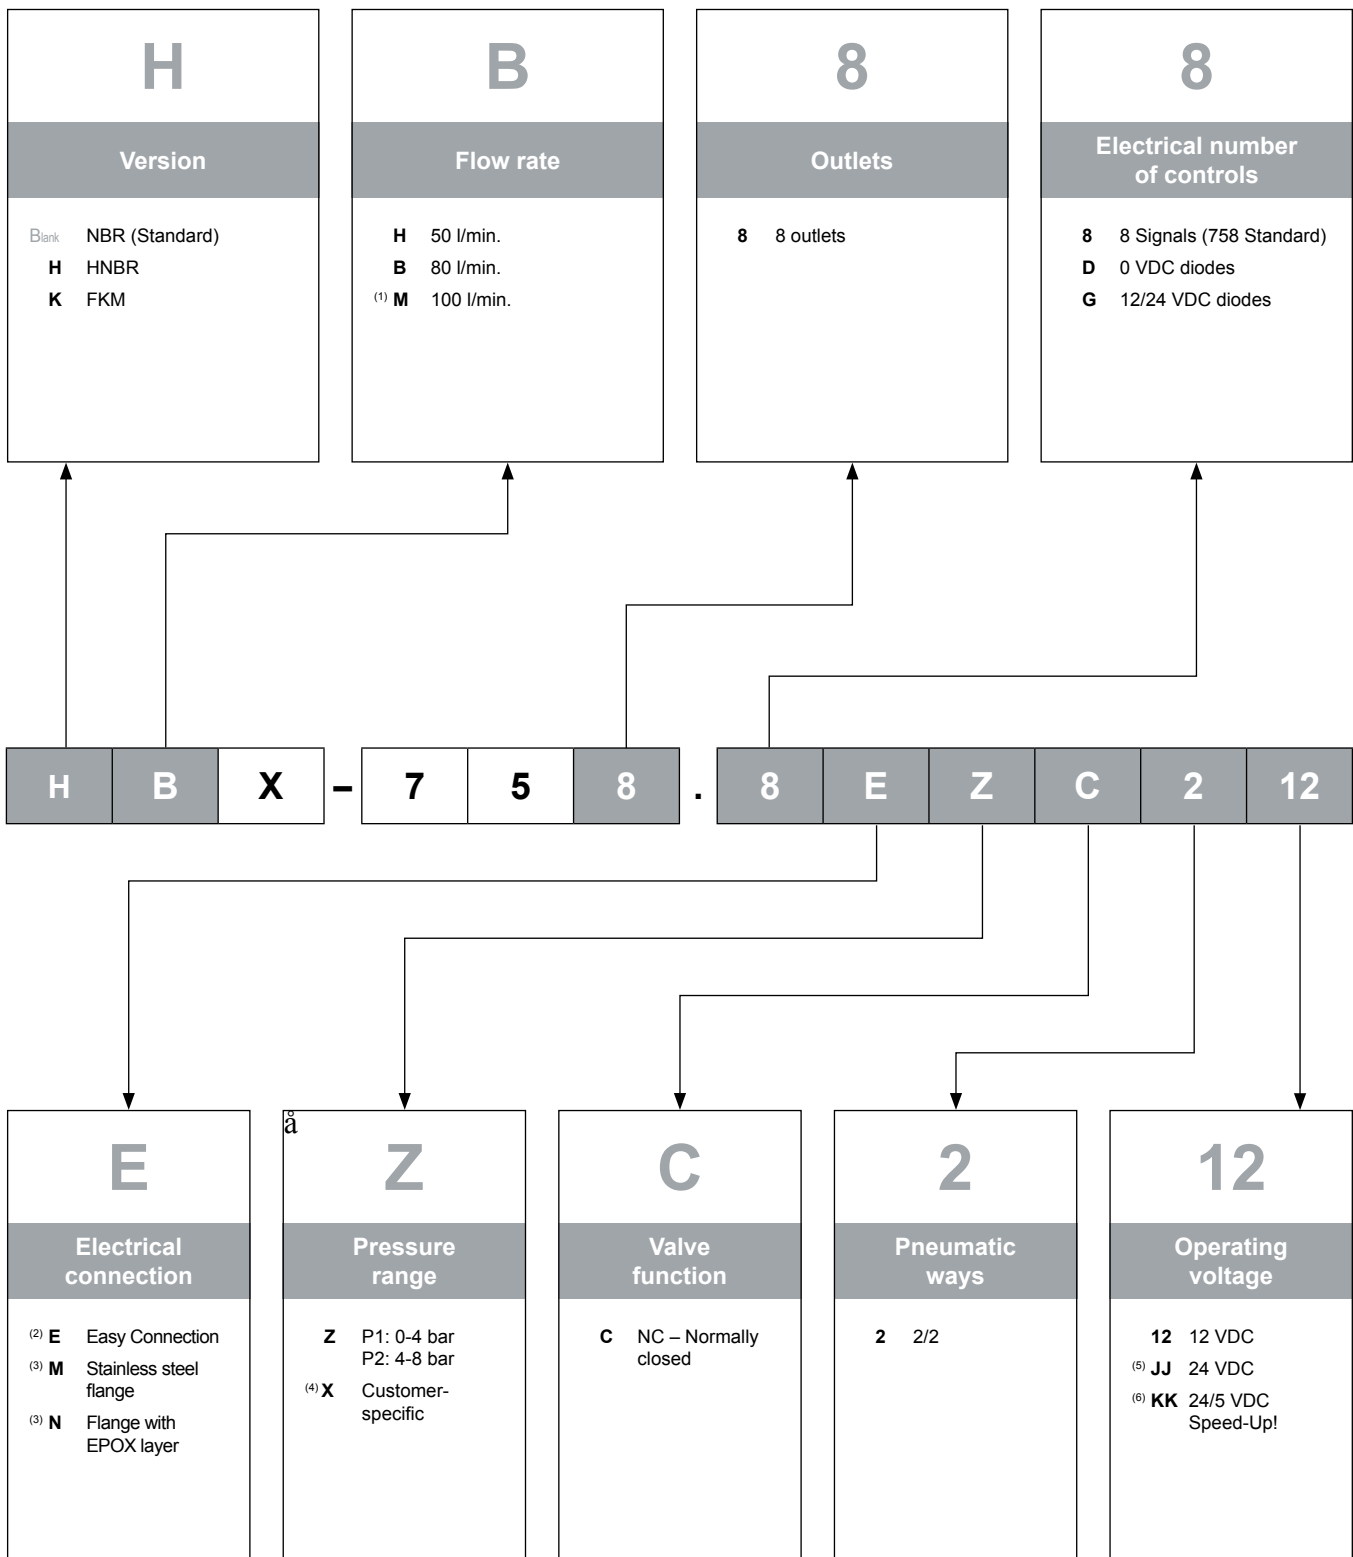 H
B
8
8
Version
Flow rate
Outlets
Electrical number
of controls
Blank NBR (Standard)
H HNBR
K FKM
H 50 l/min.
B 80 l/min.
(1) M 100 l/min.
8 8 outlets
8 8 Signals (758 Standard)
D 0 VDC diodes
G 12/24 VDC diodes
H B X – 7 5 8 . 8 E Z C 2 12
å
E
Z
C
2
12
Electrical
connection
Pressure
range
Valve
function
Pneumatic
ways
Operating
voltage
(2) E Easy Connection
(3) M Stainless steel
flange
(3) N Flange with
EPOX layer
Z P1: 0-4 bar
P2: 4-8 bar
(4) X Customer-
specific
C NC – Normally
closed
2 2/2
12 12 VDC
(5) JJ 24 VDC
(6) KK 24/5 VDC
Speed-Up!